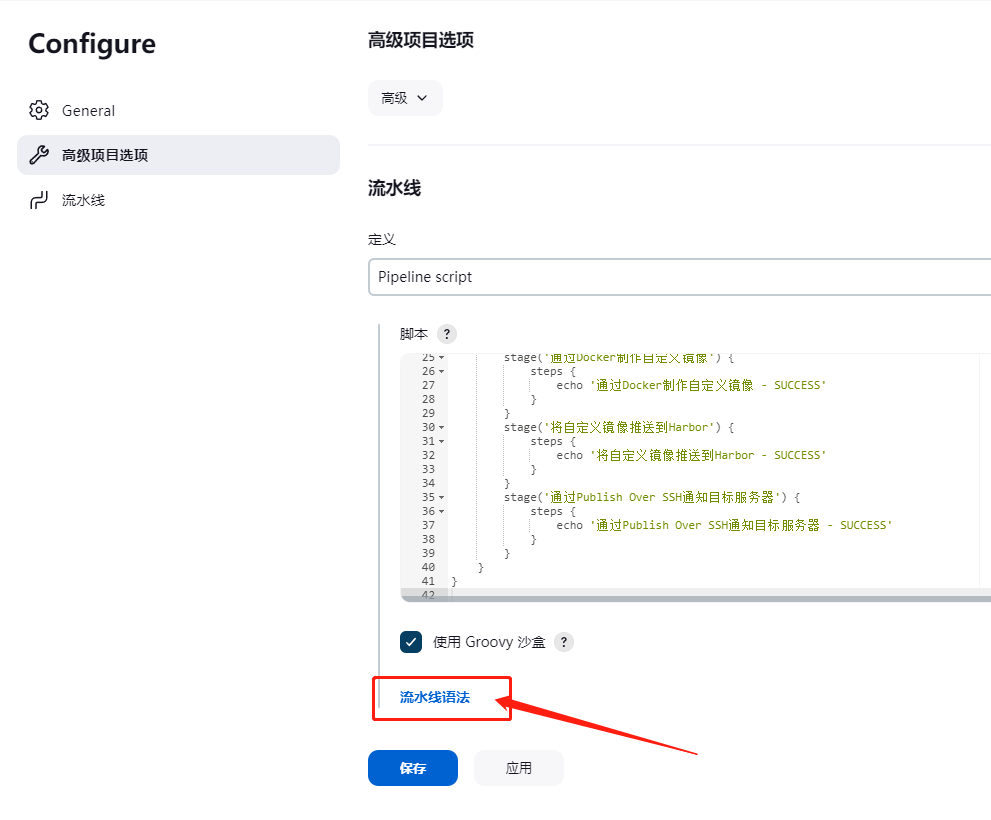 Configure
General
高级项目选项
流水线
高级项目选项
高级
流水线
定义
Pipeline script
脚本 ?
25 stage('通过Docker制作自定义镜像') {
26 steps {
27 echo '通过Docker制作自定义镜像 - SUCCESS'
28 }
29 }
30 stage('将自定义镜像推送到Harbor') {
31 steps {
32 echo '将自定义镜像推送到Harbor - SUCCESS'
33 }
34 }
35 stage('通过Publish Over SSH通知目标服务器') {
36 steps {
37 echo '通过Publish Over SSH通知目标服务器 - SUCCESS'
38 }
39 }
40 }
41 }
42
使用 Groovy 沙盒 ?
流水线语法
保存 应用